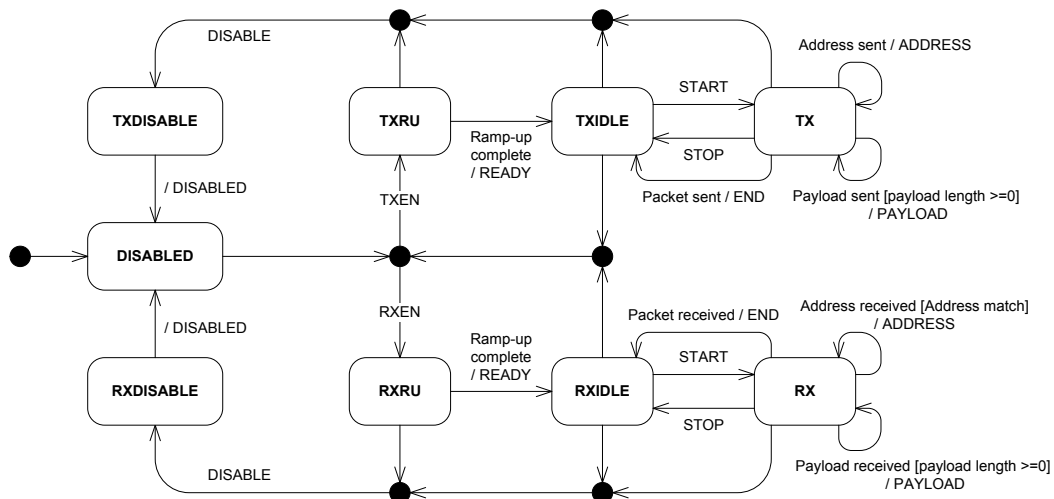 DISABLE
Address sent / ADDRESS
START
TXDISABLE
TXRU
TXIDLE
TX
Ramp-up
complete
/ READY
STOP
/ DISABLED
TXEN
Packet sent / END
Payload sent [payload length >=0]
/ PAYLOAD
DISABLED
RXEN
Packet received / END
Address received [Address match]
/ ADDRESS
/ DISABLED
Ramp-up
complete
/ READY
START
RXDISABLE
RXRU
RXIDLE
RX
STOP
DISABLE
Payload received [payload length >=0]
/ PAYLOAD